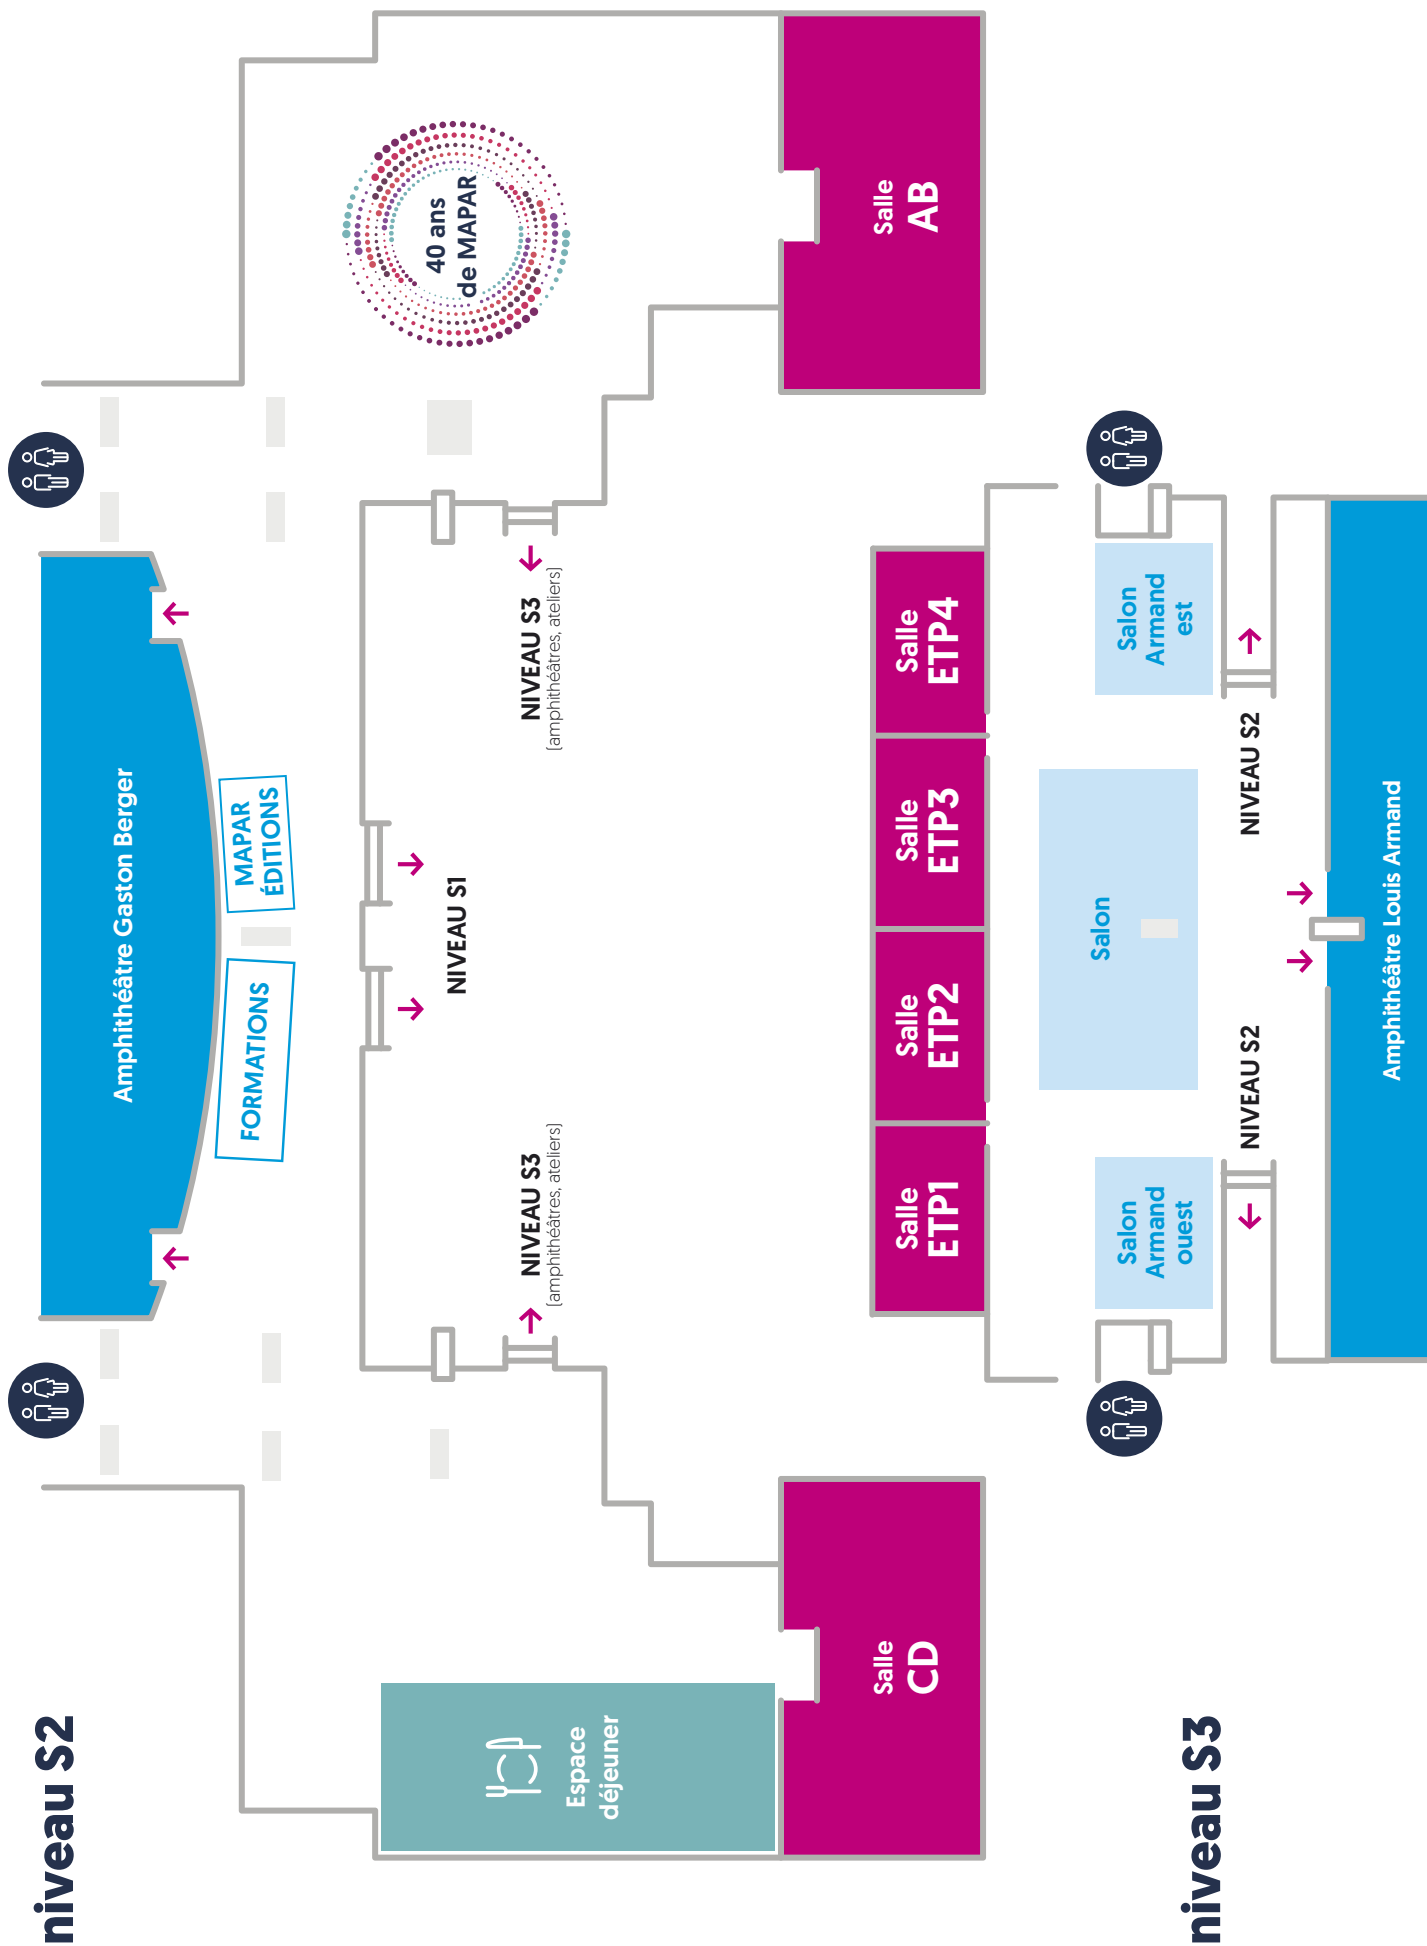 niveau S2
Amphithéâtre Gaston Berger
FORMATIONS
MAPAR
ÉDITIONS
40 ans
de MAPAR
NIVEAU S1
NIVEAU S3
(amphithéâtres, ateliers)
NIVEAU S3
(amphithéâtres, ateliers)
Espace
déjeuner
Salle
CD
Salle
AB
niveau S3
Salle
ETP1
Salle
ETP2
Salle
ETP3
Salle
ETP4
Salon
Armand
ouest
Salon
Salon
Armand
est
NIVEAU S2
NIVEAU S2
Amphithéâtre Louis Armand